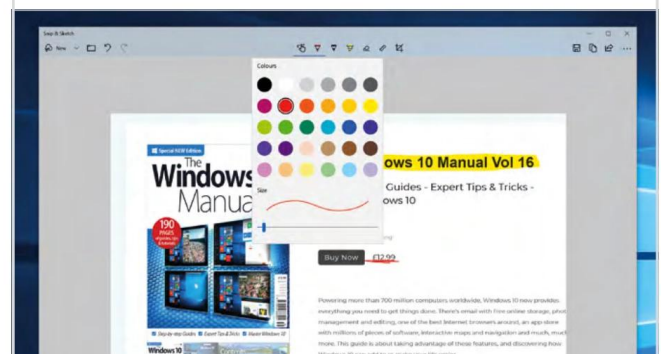 Snip & Sketch
New
Colours
Size
Special NEW Edition
The
Windows
Manua
190
PAGES
ows 10 Manual Vol 16
Guides - Expert Tips & Tricks -
ows 10
Buy Now £12.99
Powering more than 700 million computers worldwide, Windows 10 now provides
everything you need to get things done. There's email with free online storage, phot
management and editing, one of the best Internet browsers around, an app store
with millions of pieces of software, interactive maps and navigation and much, much
more. This guide is about taking advantage of these features, and discovering how
Step-by-step Guides Expert Tips & Tricks Master Windows 10
Windows 10